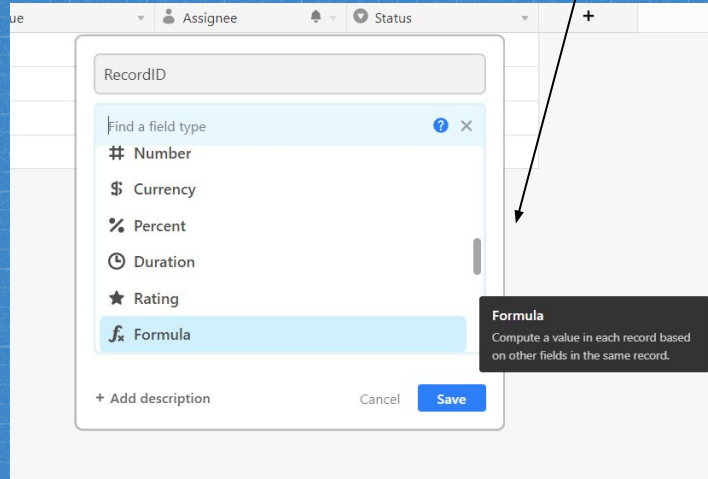 ue Assignee Status +
RecordID
Find a field type
Number
Currency
Percent
Duration
Rating
Formula
Formula
Compute a value in each record based
on other fields in the same record.
+ Add description Cancel Save